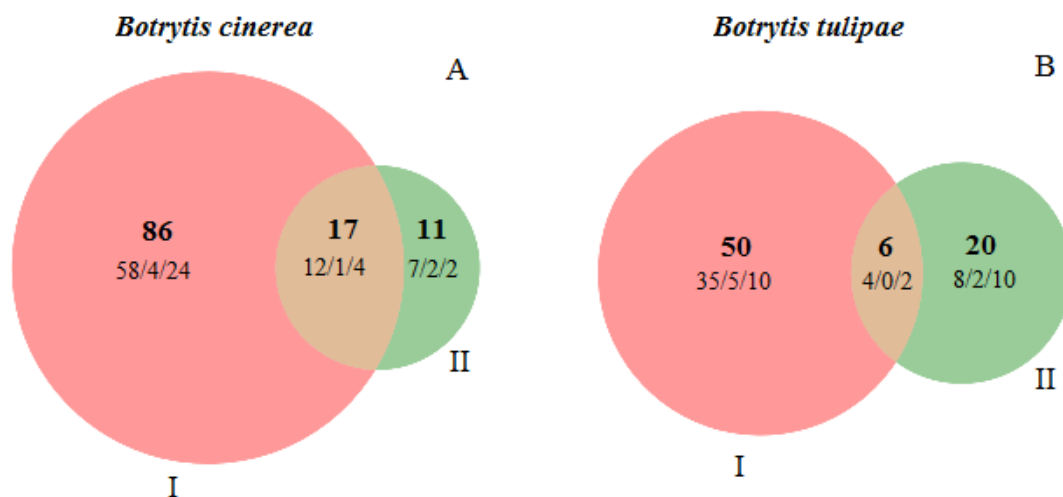 Botrytis cinerea
A
86
58/4/24
17
12/1/4
11
7/2/2
II
I
Botrytis tulipae
B
50
35/5/10
6
4/0/2
20
8/2/10
II
I